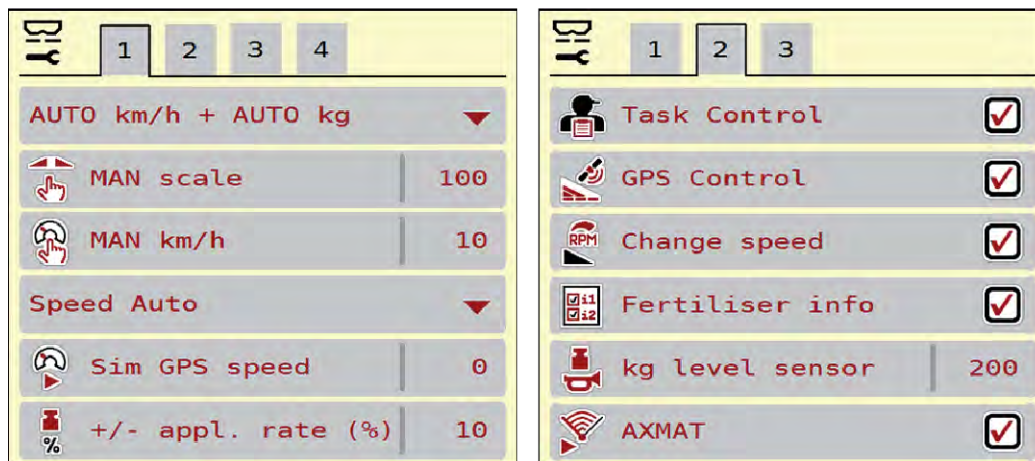 1 2 3 4
AUTO km/h + AUTO kg
MAN scale 100
MAN km/h 10
Speed Auto
Sim GPS speed 0
% +/- appl. rate (%) 10
1 2 3
Task Control
GPS Control
RPM Change speed
i1 i2 Fertiliser info
kg level sensor 200
AXMAT